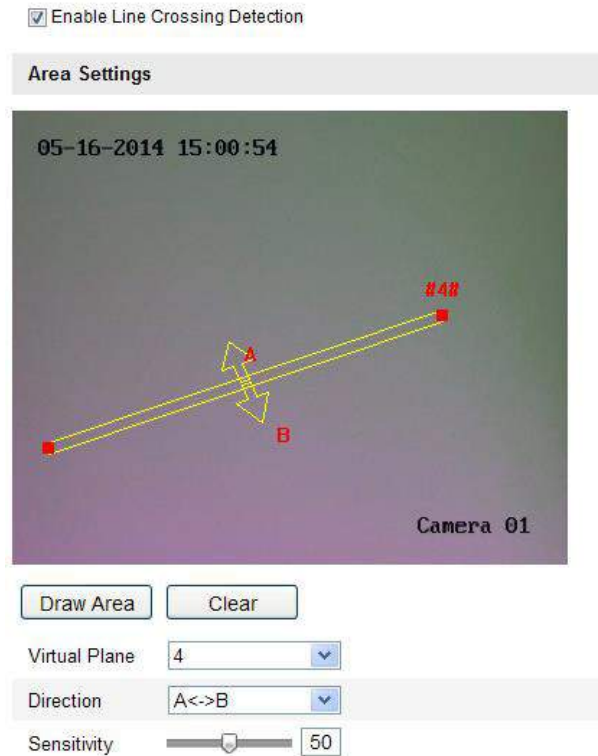 Enable Line Crossing Detection
Area Settings
05-16-2014 15:00:54
#4#
A
B
Camera 01
Draw Area Clear
Virtual Plane 4
Direction A<->B
Sensitivity 50